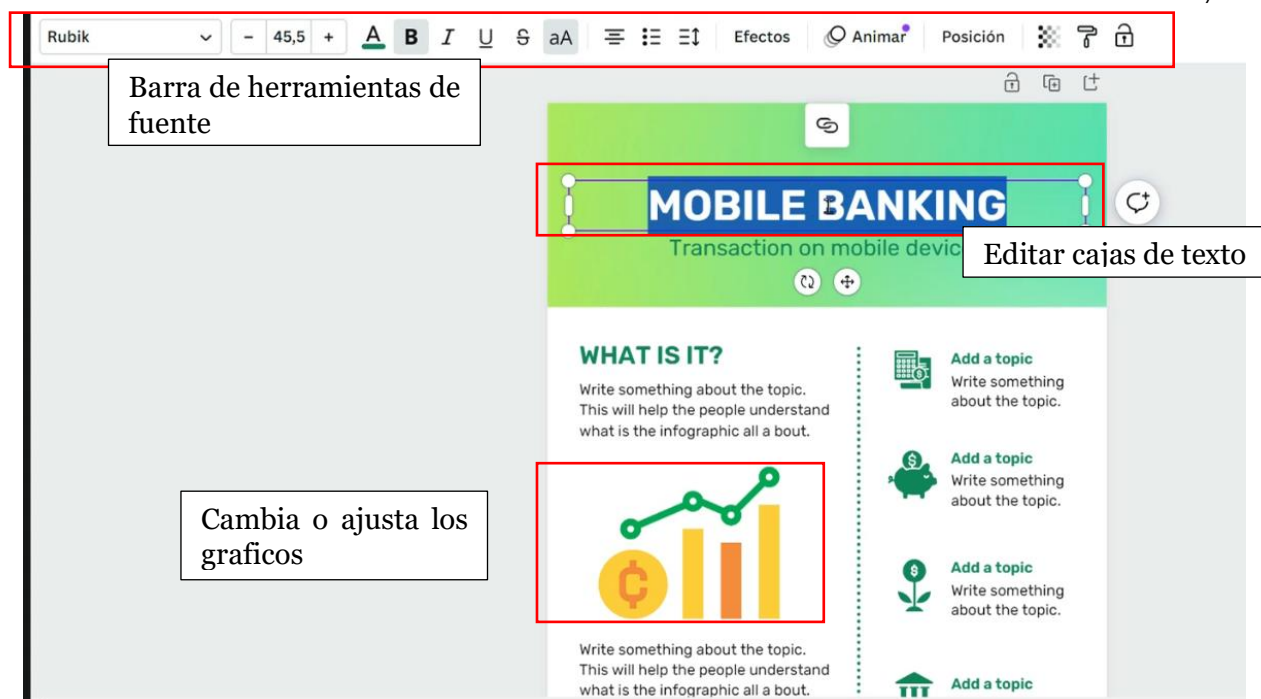 Rubik
- 45,5 + A B I U S aA Efectos Animar Posición
Barra de herramientas de
fuente
MOBILE BANKING
Transaction on mobile
Editar cajas de texto
WHAT IS IT?
Write something about the topic.
This will help the people understand
what is the infographic all a bout.
Cambia o ajusta los
graficos
₵
Write something about the topic.
This will help the people understand
what is the infographic all a bout.
$
Add a topic
Write something
about the topic.
$
Add a topic
Write something
about the topic.
$
Add a topic
Write something
about the topic.
Add a topic